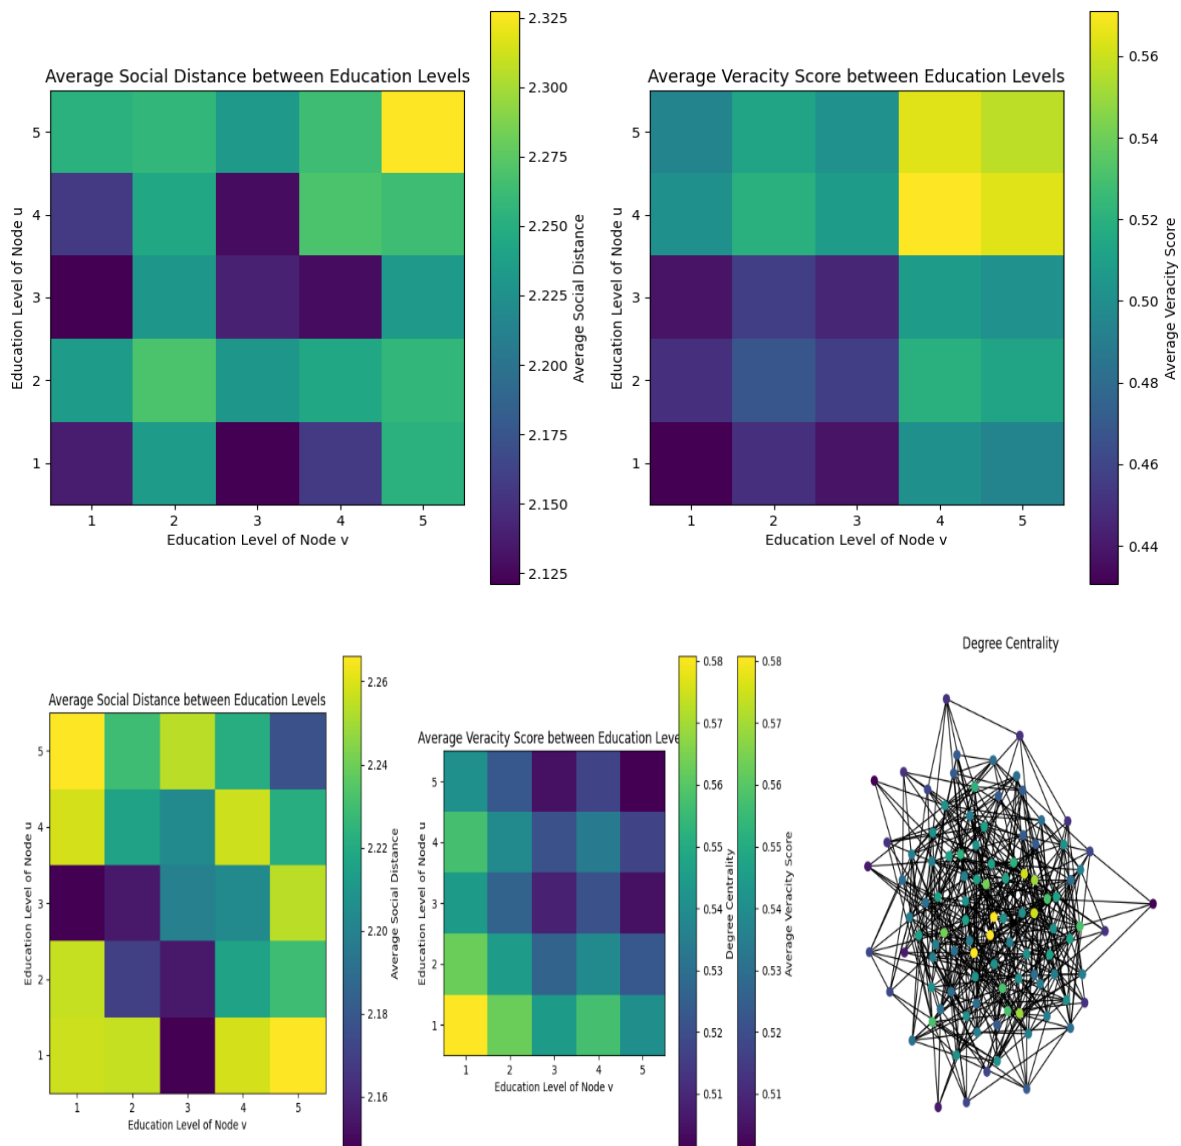 Average Social Distance between Education Levels
5
4
3
2
1
1 2 3 4 5
Education Level of Node u
Education Level of Node v
2.325
2.300
2.275
2.250
2.225
2.200
2.175
2.150
2.125
Average Social Distance
Average Veracity Score between Education Levels
5
4
3
2
1
1 2 3 4 5
Education Level of Node u
Education Level of Node v
0.56
0.54
0.52
0.50
0.48
0.46
0.44
Average Veracity Score
Average Social Distance between Education Levels
5
4
3
2
1
1 2 3 4 5
Education Level of Node u
Education Level of Node v
2.26
2.24
2.22
2.20
2.18
2.16
Average Social Distance
Average Veracity Score between Education Leve
5
4
3
2
1
1 2 3 4 5
Education Level of Node u
Education Level of Node v
0.58
0.57
0.56
0.55
0.54
0.53
0.52
0.51
Degree Centrality
0.58
0.57
0.56
0.55
0.54
0.53
0.52
0.51
Average Veracity Score
Degree Centrality